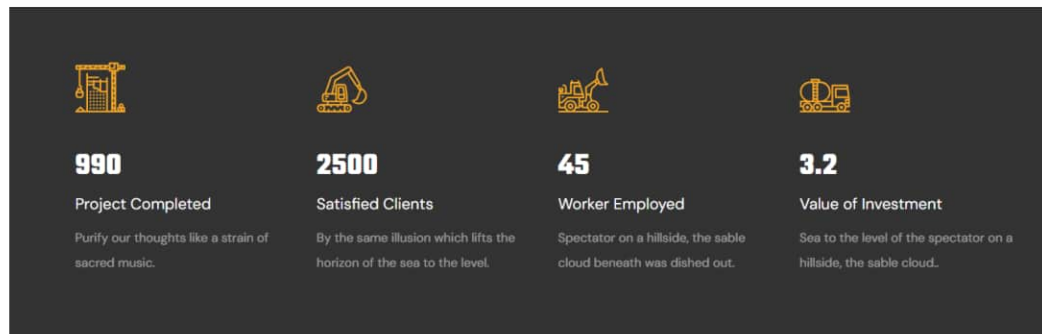 990
Project Completed
Purify our thoughts like a strain of
sacred music.
2500
Satisfied Clients
By the same illusion which lifts the
horizon of the sea to the level.
45
Worker Employed
Spectator on a hillside, the sable
cloud beneath was dished out.
3.2
Value of Investment
Sea to the level of the spectator on a
hillside, the sable cloud..